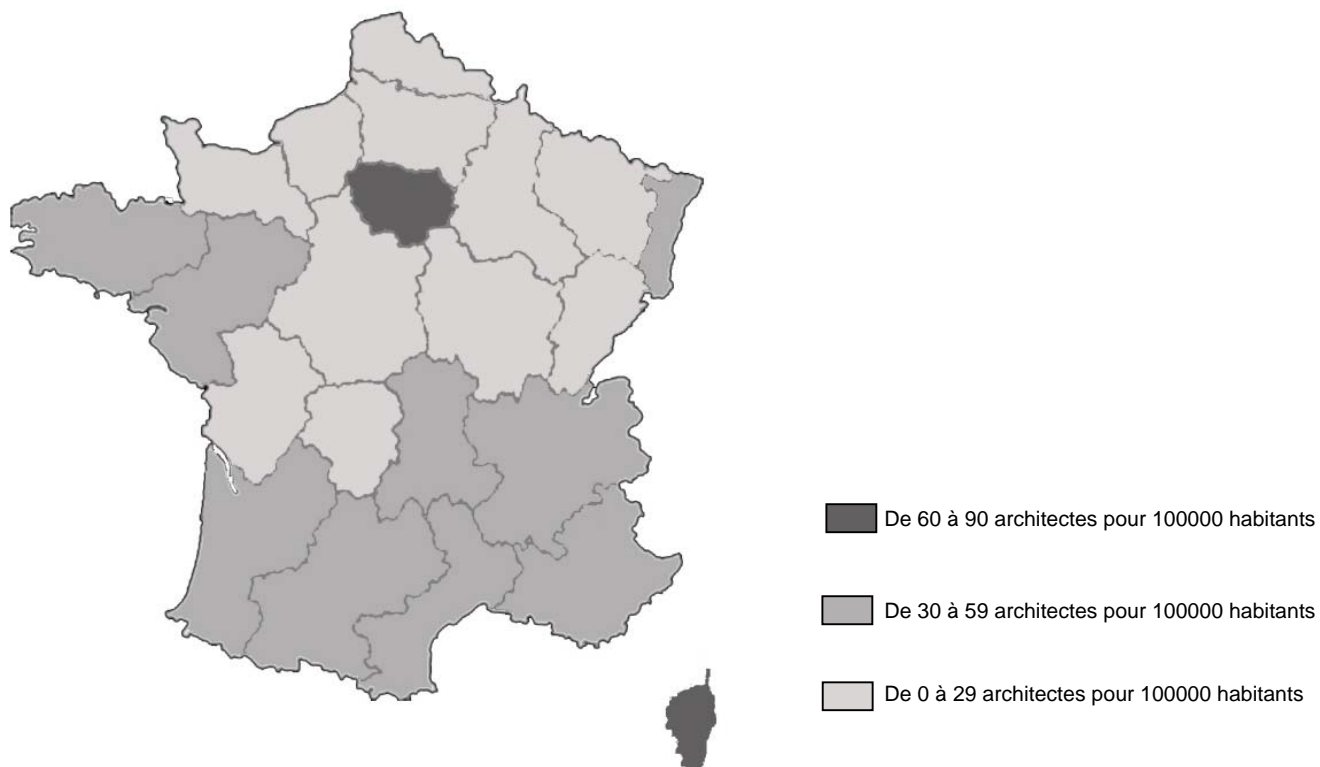 De 60 à 90 architectes pour 100000 habitants
De 30 à 59 architectes pour 100000 habitants
De 0 à 29 architectes pour 100000 habitants